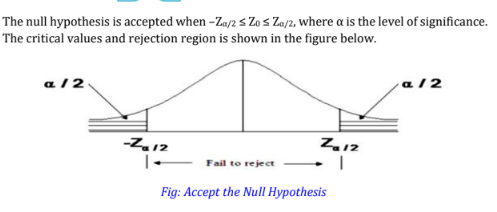 The null hypothesis is accepted when –Zα/2 ≤ Z0 ≤ Zα/2, where α is the level of significance.
The critical values and rejection region is shown in the figure below.
α / 2
α / 2
-Zα /2
Zα /2
Fail to reject
Fig: Accept the Null Hypothesis